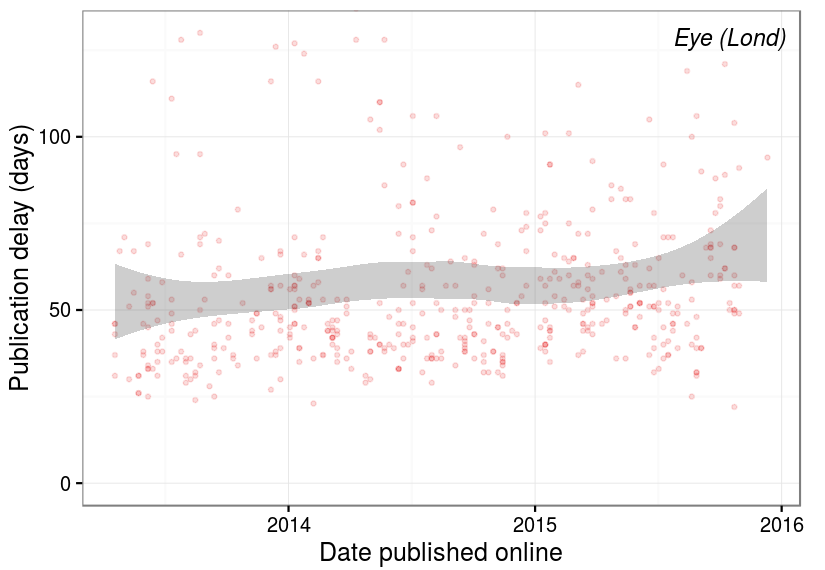 Eye (Lond)
Publication delay (days)
100
50
0
2014
2015
2016
Date published online